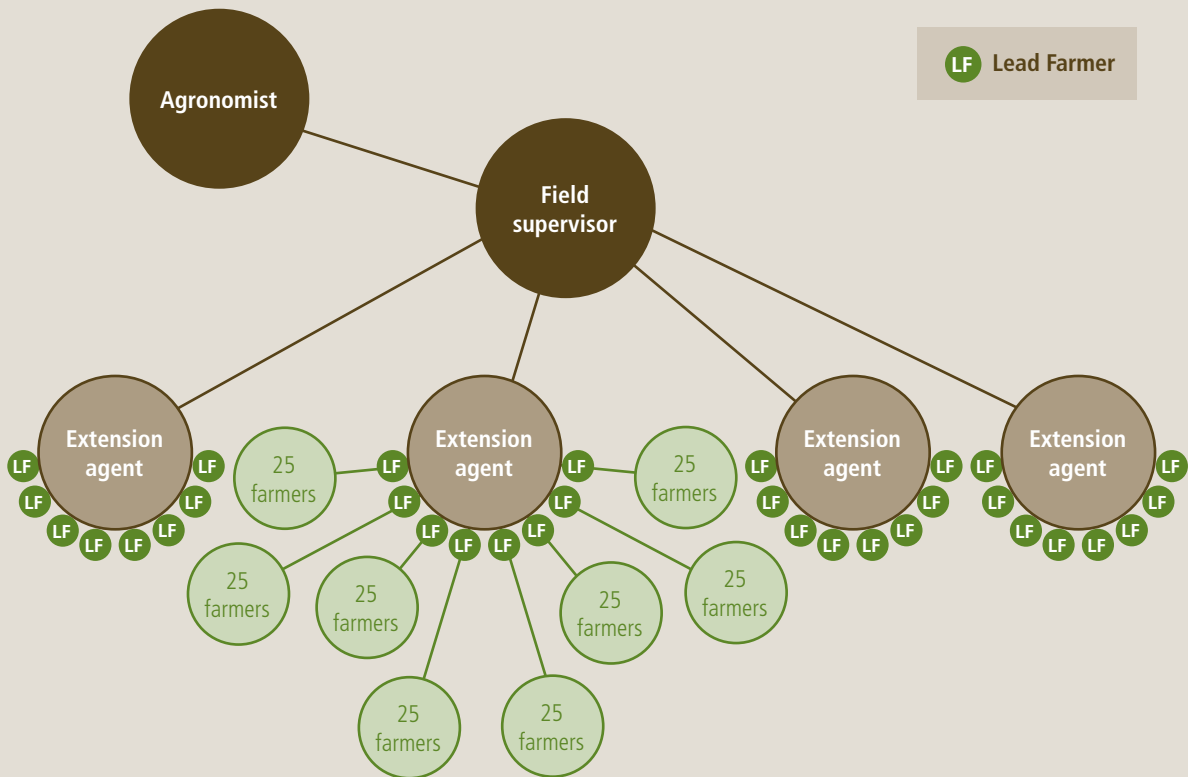 LF Lead Farmer
Agronomist
Field
supervisor
Extension
agent
LF
LF
LF
LF
LF
LF
LF
LF
Extension
agent
LF
LF
LF
LF
LF
LF
LF
LF
Extension
agent
LF
LF
LF
LF
LF
LF
LF
LF
Extension
agent
LF
LF
LF
LF
LF
LF
LF
LF
25
farmers
25
farmers
25
farmers
25
farmers
25
farmers
25
farmers
25
farmers
25
farmers